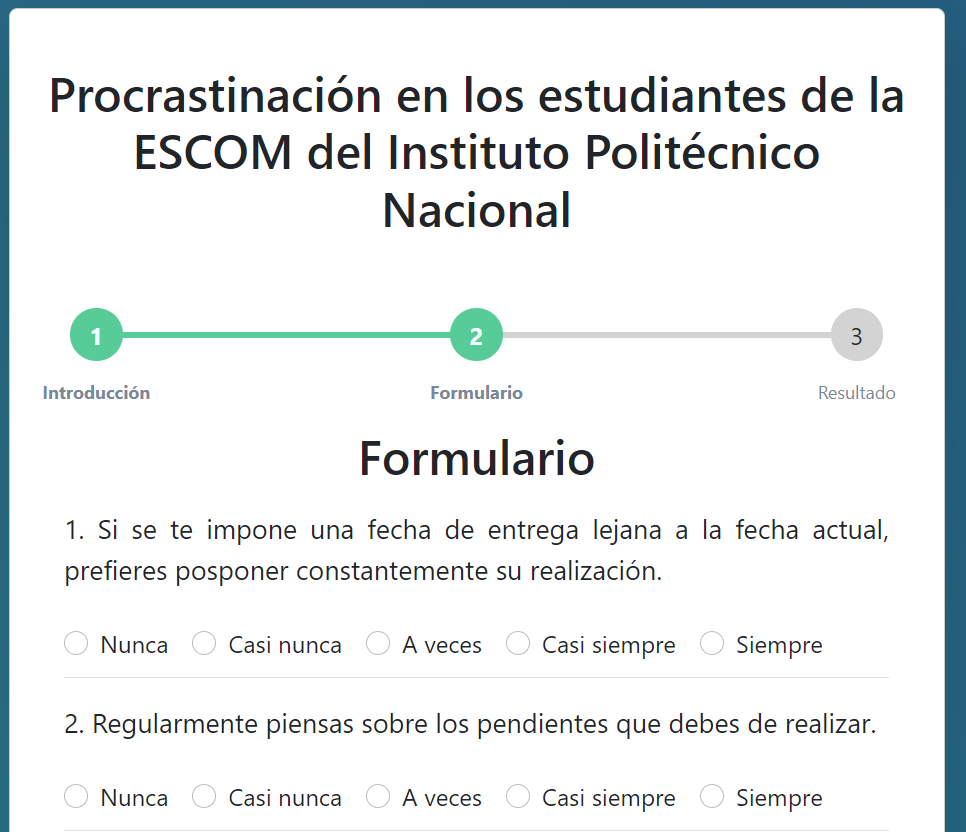 Procrastinación en los estudiantes de la
ESCOM del Instituto Politécnico
Nacional
1 2 3
Introducción Formulario Resultado
Formulario
1. Si se te impone una fecha de entrega lejana a la fecha actual,
prefieres posponer constantemente su realización.
Nunca Casi nunca A veces Casi siempre Siempre
2. Regularmente piensas sobre los pendientes que debes de realizar.
Nunca Casi nunca A veces Casi siempre Siempre